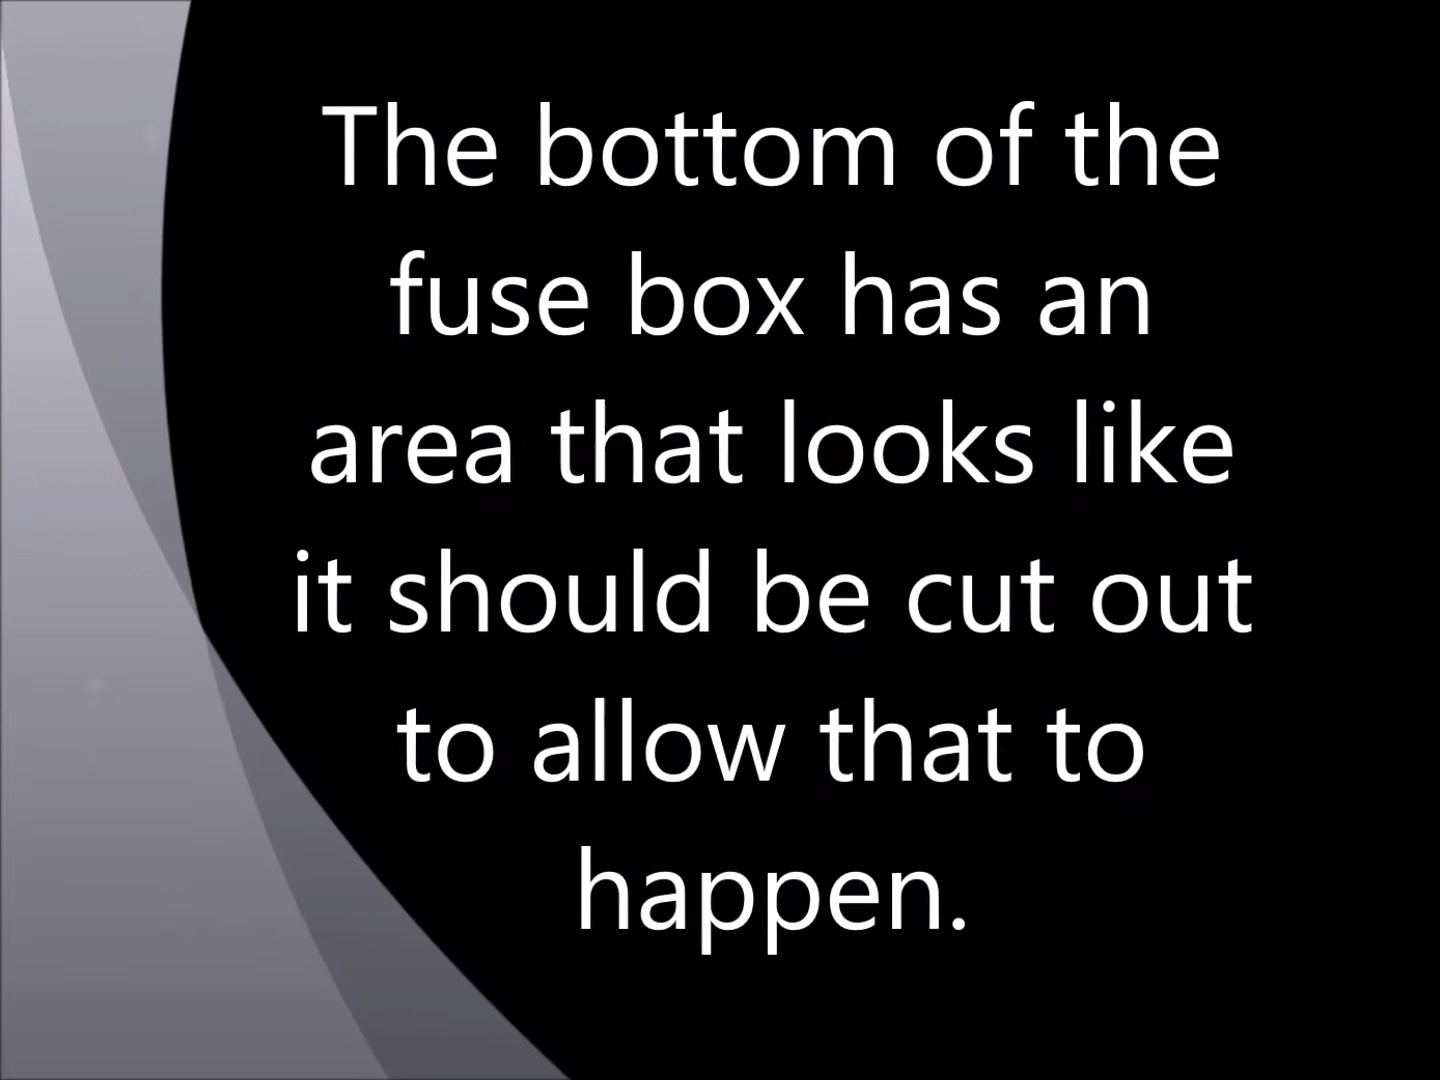 The bottom of the
fuse box has an
area that looks like
it should be cut out
to allow that to
happen.